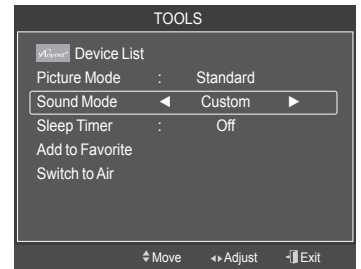 TOOLS
Anynet+ Device List
Picture Mode : Standard
Sound Mode ◄ Custom ►
Sleep Timer : Off
Add to Favorite
Switch to Air
Move Adjust Exit